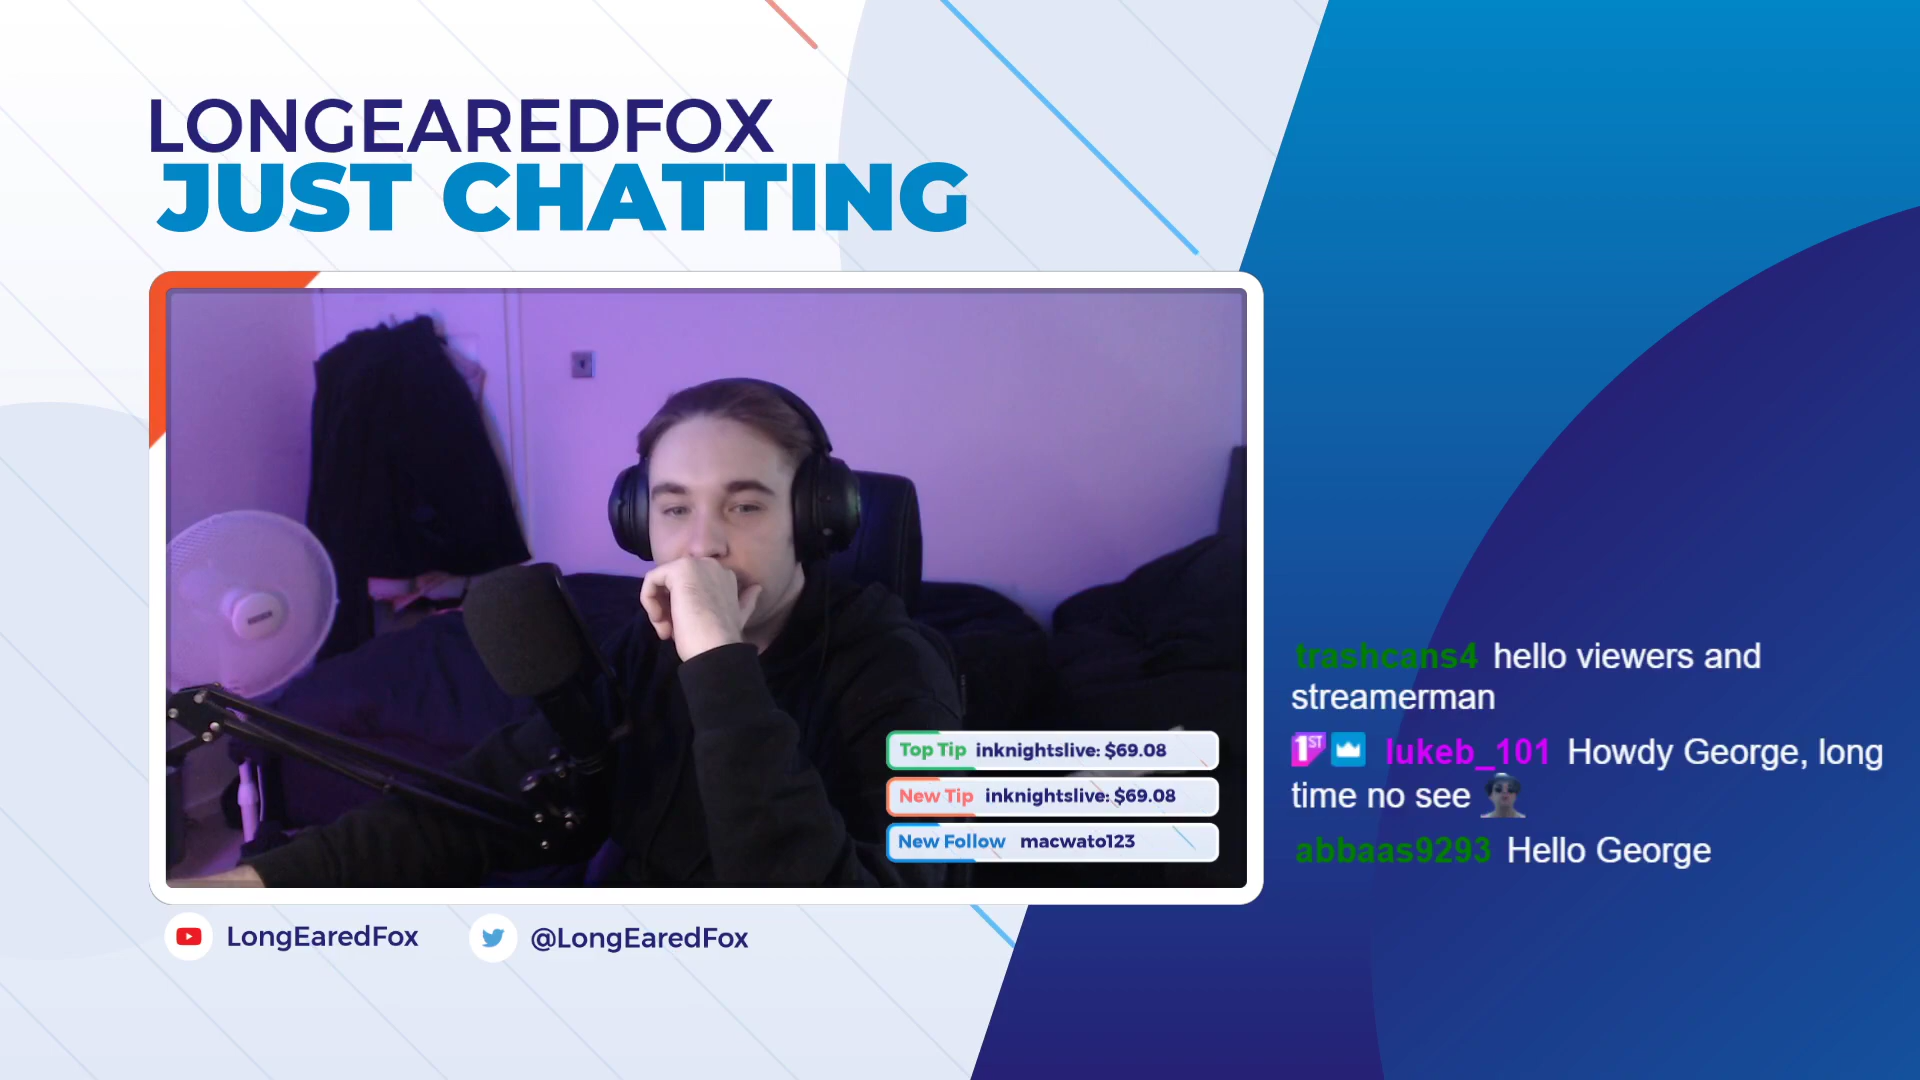 LONGEAREDFOX
JUST CHATTING
Top Tip inknightslive: $69.08
New Tip inknightslive: $69.08
New Follow macwato123
LongEaredFox
@LongEaredFox
trashcans4 hello viewers and
streamerman
1ST lukeb_101 Howdy George, long
time no see
abbaas9293 Hello George